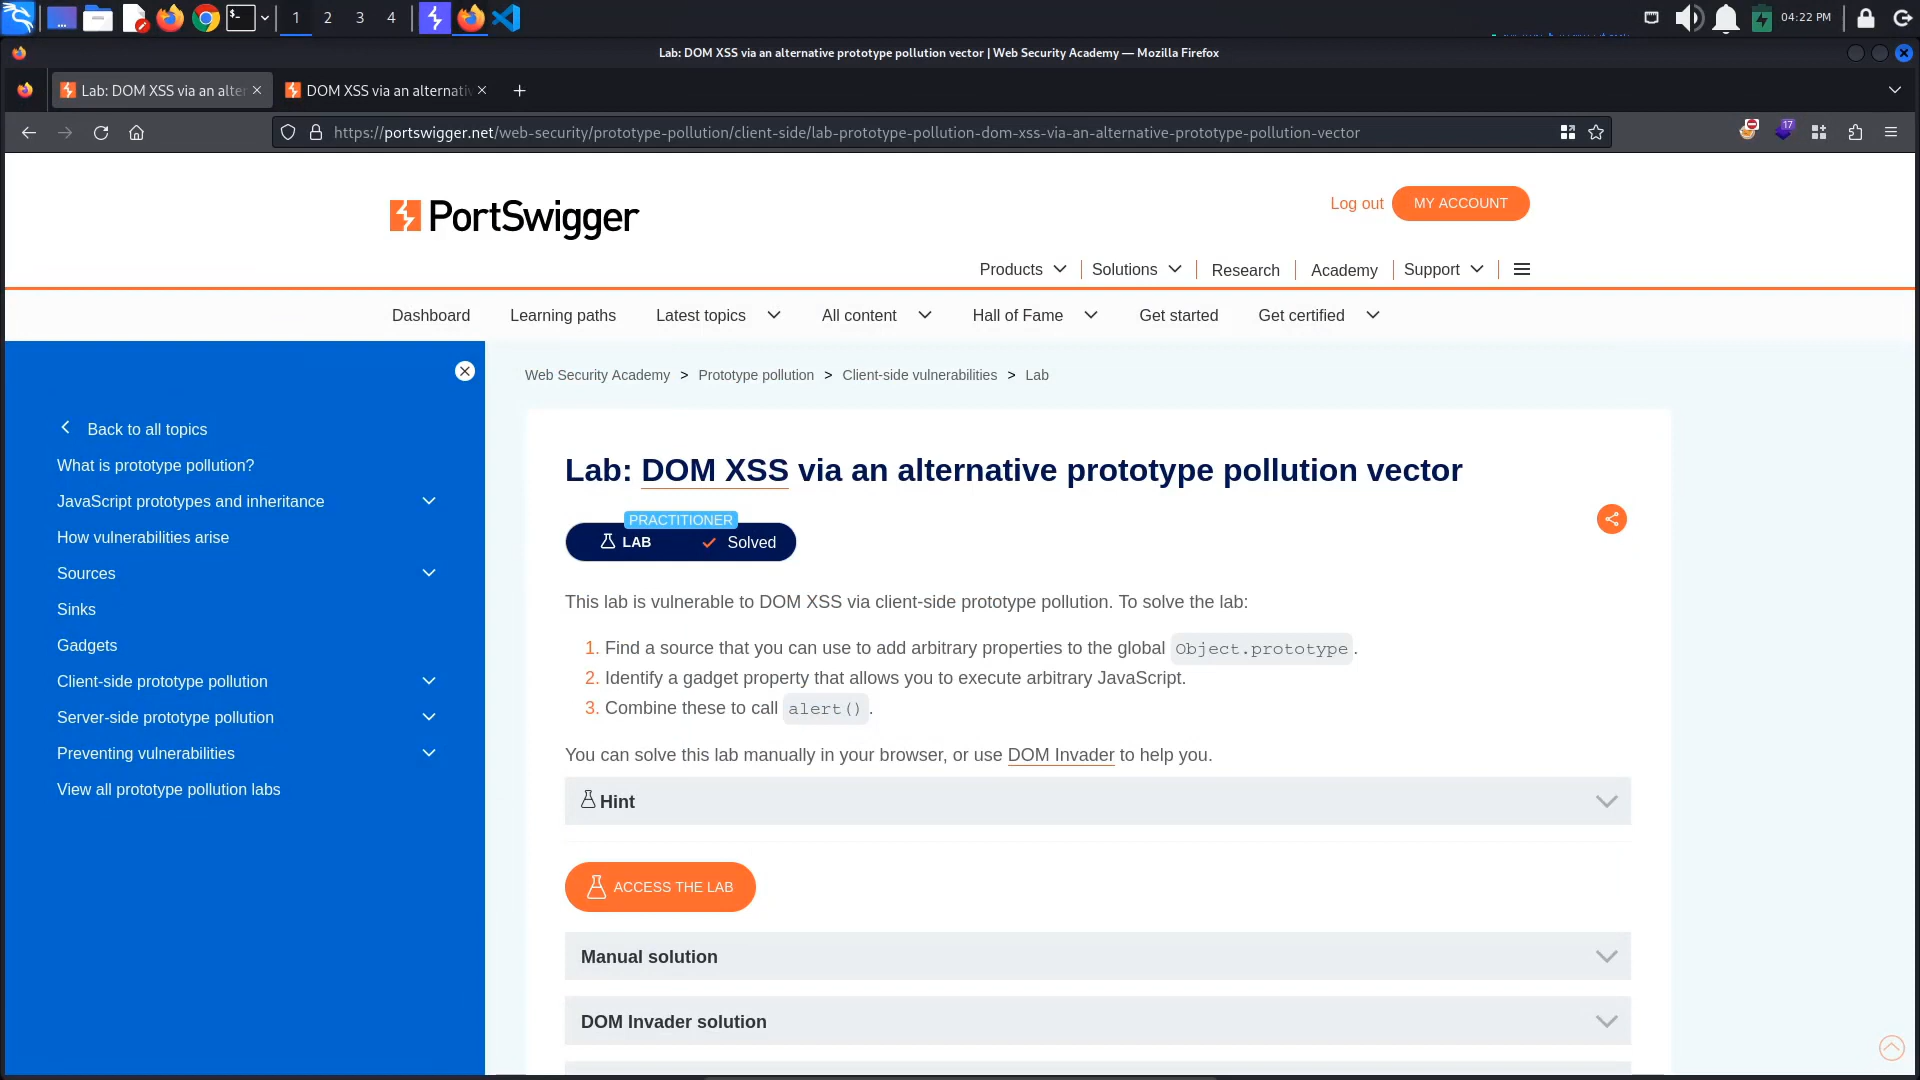 1 2 3 4
04:22 PM
Lab: DOM XSS via an alternative prototype pollution vector | Web Security Academy — Mozilla Firefox
Lab: DOM XSS via an alter
DOM XSS via an alternativ
https://portswigger.net/web-security/prototype-pollution/client-side/lab-prototype-pollution-dom-xss-via-an-alternative-prototype-pollution-vector
17
PortSwigger
Log out
MY ACCOUNT
Products
Solutions
Research
Academy
Support
Dashboard
Learning paths
Latest topics
All content
Hall of Fame
Get started
Get certified
Back to all topics
What is prototype pollution?
JavaScript prototypes and inheritance
How vulnerabilities arise
Sources
Sinks
Gadgets
Client-side prototype pollution
Server-side prototype pollution
Preventing vulnerabilities
View all prototype pollution labs
Web Security Academy > Prototype pollution > Client-side vulnerabilities > Lab
Lab: DOM XSS via an alternative prototype pollution vector
PRACTITIONER
LAB
Solved
This lab is vulnerable to DOM XSS via client-side prototype pollution. To solve the lab:
1. Find a source that you can use to add arbitrary properties to the global Object.prototype.
2. Identify a gadget property that allows you to execute arbitrary JavaScript.
3. Combine these to call alert().
You can solve this lab manually in your browser, or use DOM Invader to help you.
Hint
ACCESS THE LAB
Manual solution
DOM Invader solution